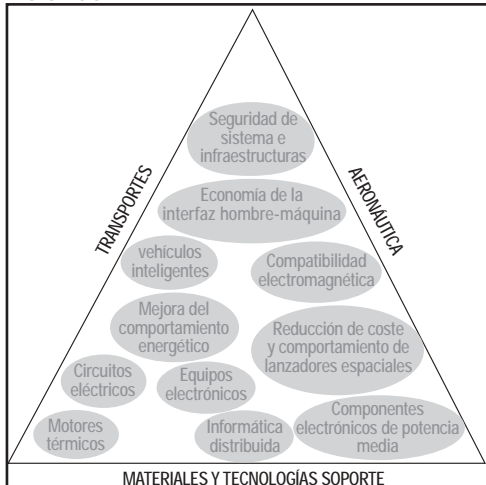 Seguridad de
sistema e
infraestructuras
TRANSPORTES
AERONÁUTICA
Economía de la
interfaz hombre-máquina
vehículos
inteligentes
Compatibilidad
electromagnética
Mejora del
comportamiento
energético
Reducción de coste
y comportamiento de
lanzadores espaciales
Circuitos
eléctricos
Equipos
electrónicos
Motores
térmicos
Informática
distribuida
Componentes
electrónicos de potencia
media
MATERIALES Y TECNOLOGÍAS SOPORTE